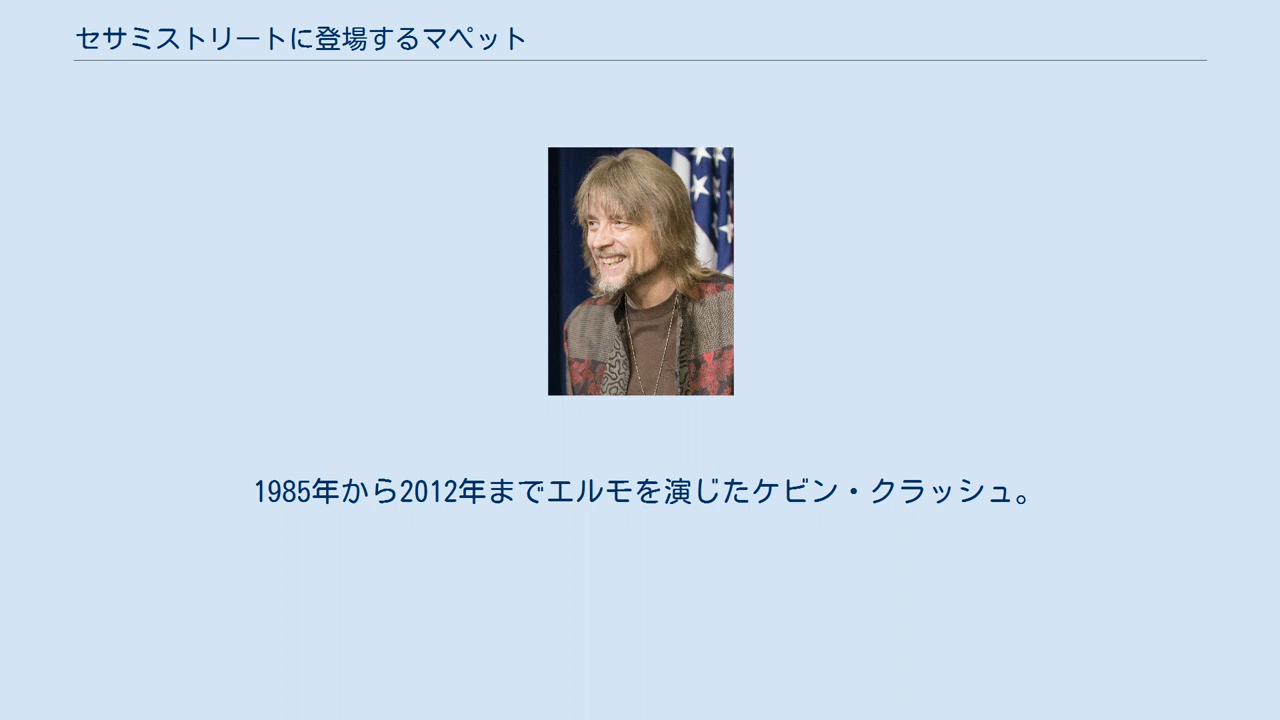 セサミストリートに登場するマペット
1985年から2012年までエルモを演じたケビン・クラッシュ。